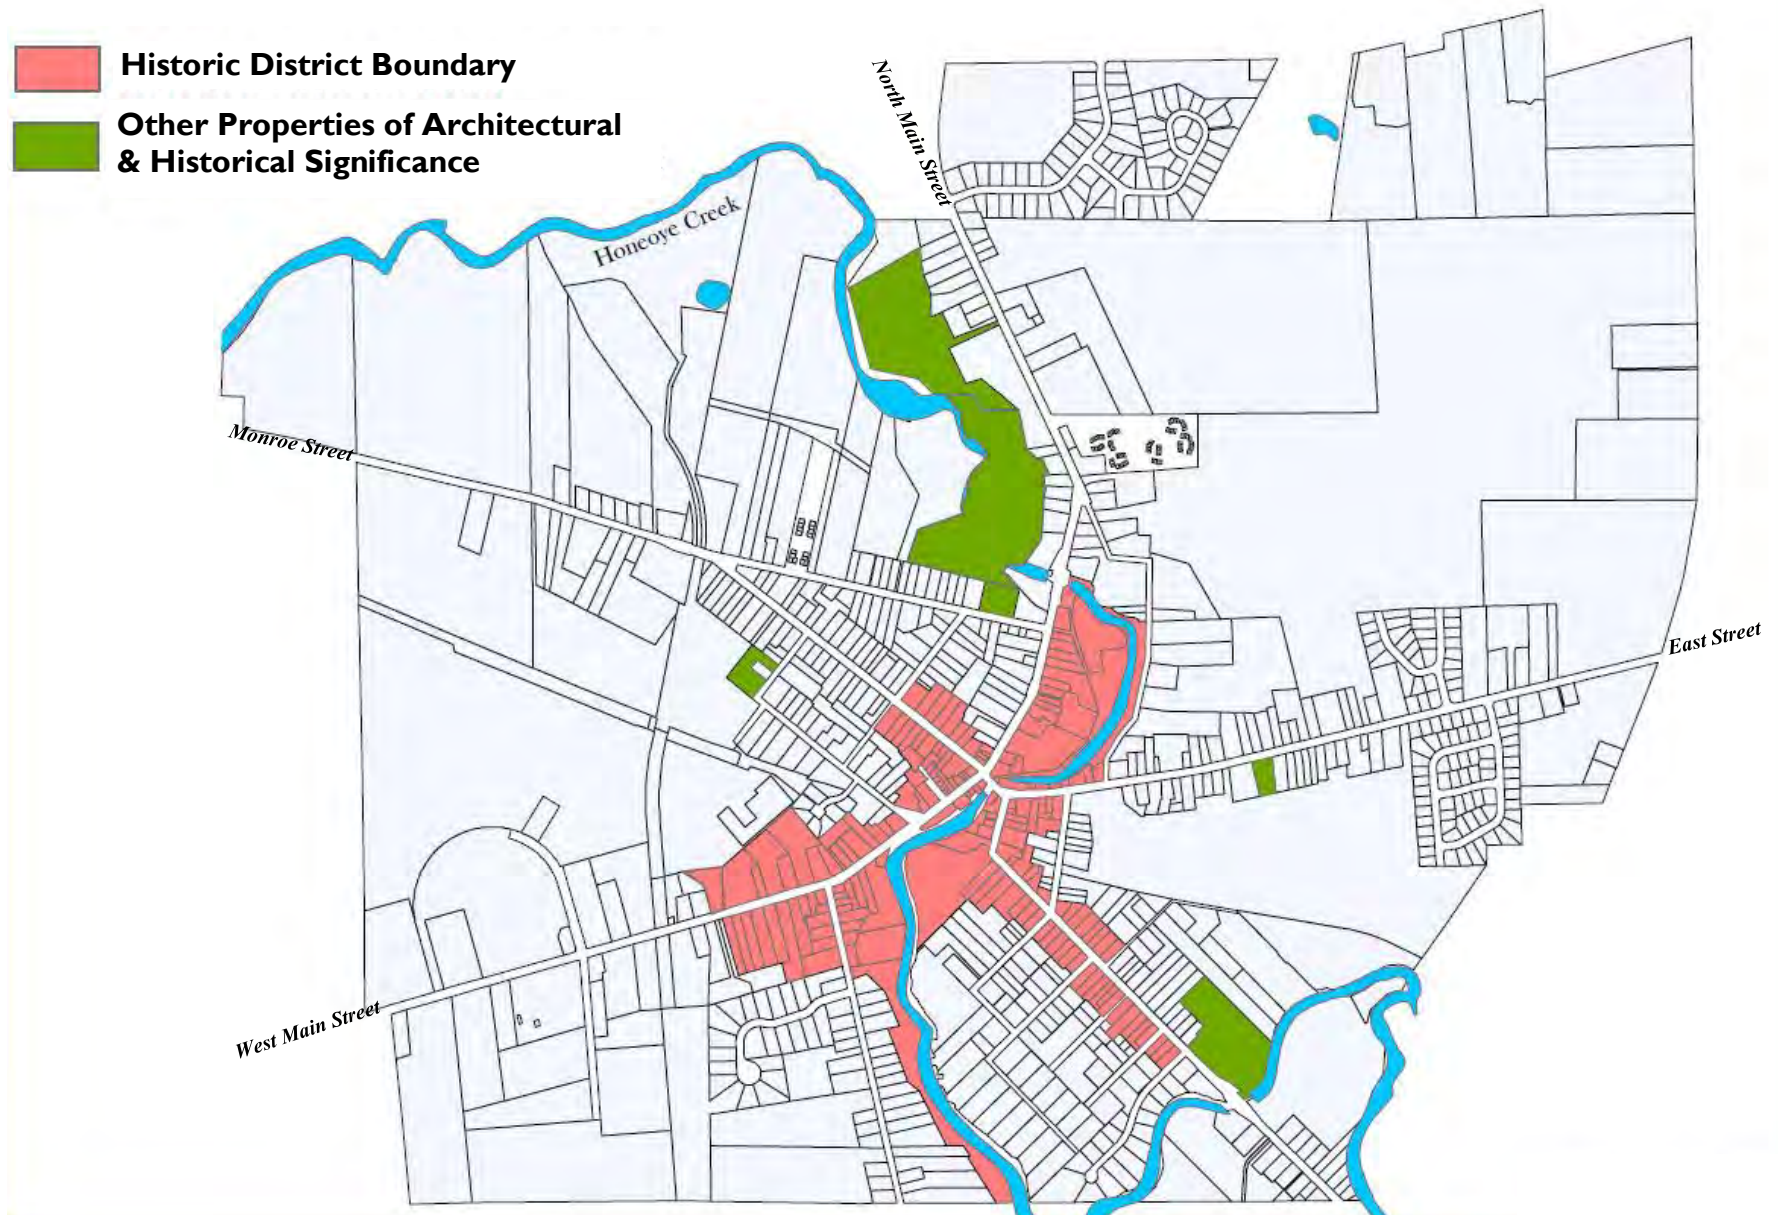 Historic District Boundary
Other Properties of Architectural
& Historical Significance
North Main Street
Honeoye Creek
Monroe Street
East Street
West Main Street